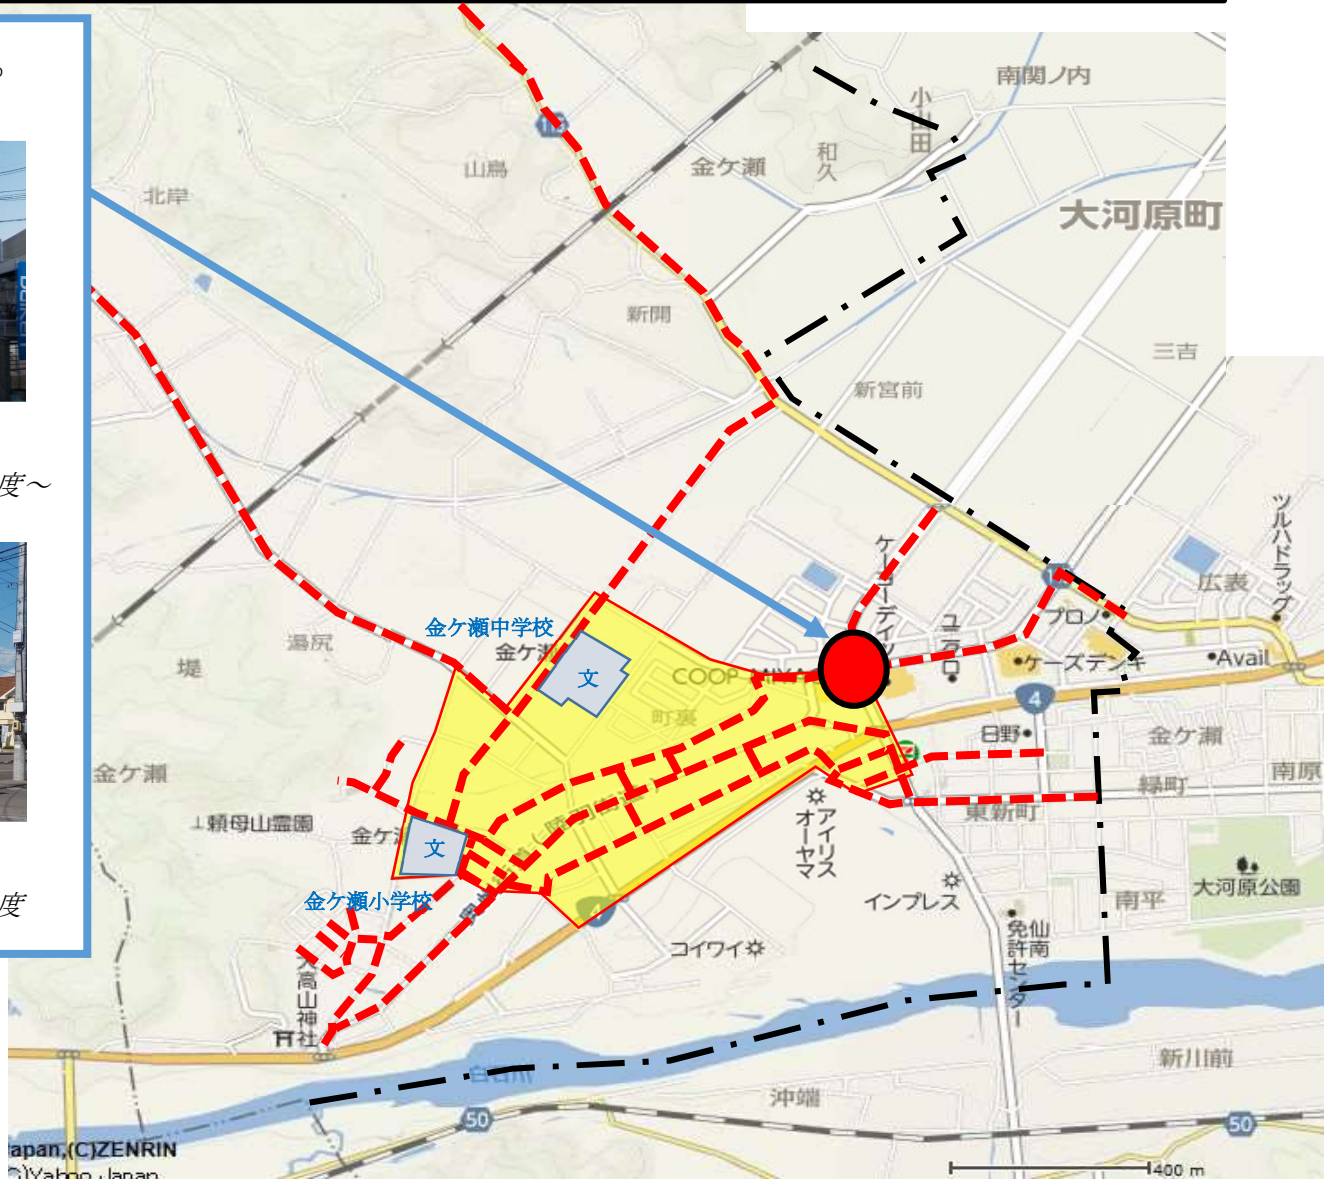 度～
度
南関ノ内
小山田
和久
金ケ瀬
山鳥
北岸
大河原町
新開
三吉
新宮前
ツルハドラッグ
広表
金ケ瀬中学校
金ケ瀬
湯尻
堤
文
COOP MIYA
町裏
ケーヨーデイツー
ユニクロ
プロノ
ケーズデンキ
Avail
4
日野
金ケ瀬
南原
緑町
東新町
金ケ瀬
頼母山霊園
金ケ瀬
文
金ケ瀬小学校
アイリスオーヤマ
インプレス
大河原公園
南平
仙南
免許センター
コイワイ
大高山神社
白石川
新川前
沖端
50
50
apan,(C)ZENRIN
Yahoo Japan
400 m